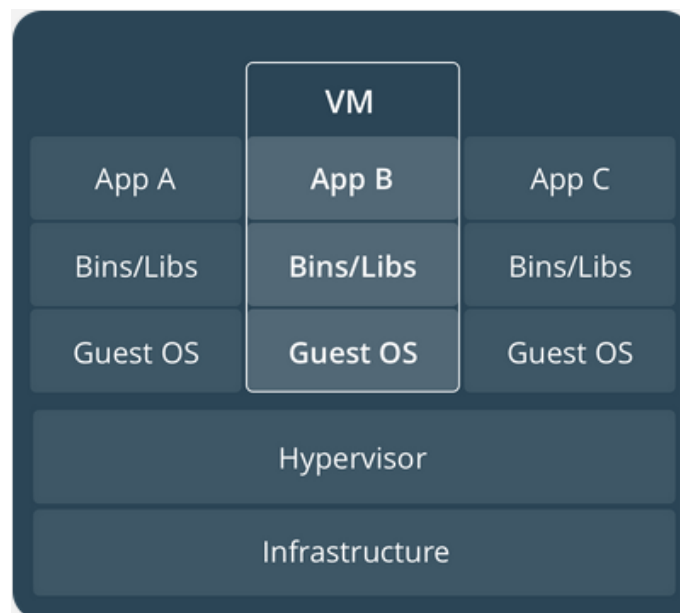 VM
App A App B App C
Bins/Libs Bins/Libs Bins/Libs
Guest OS Guest OS Guest OS
Hypervisor
Infrastructure